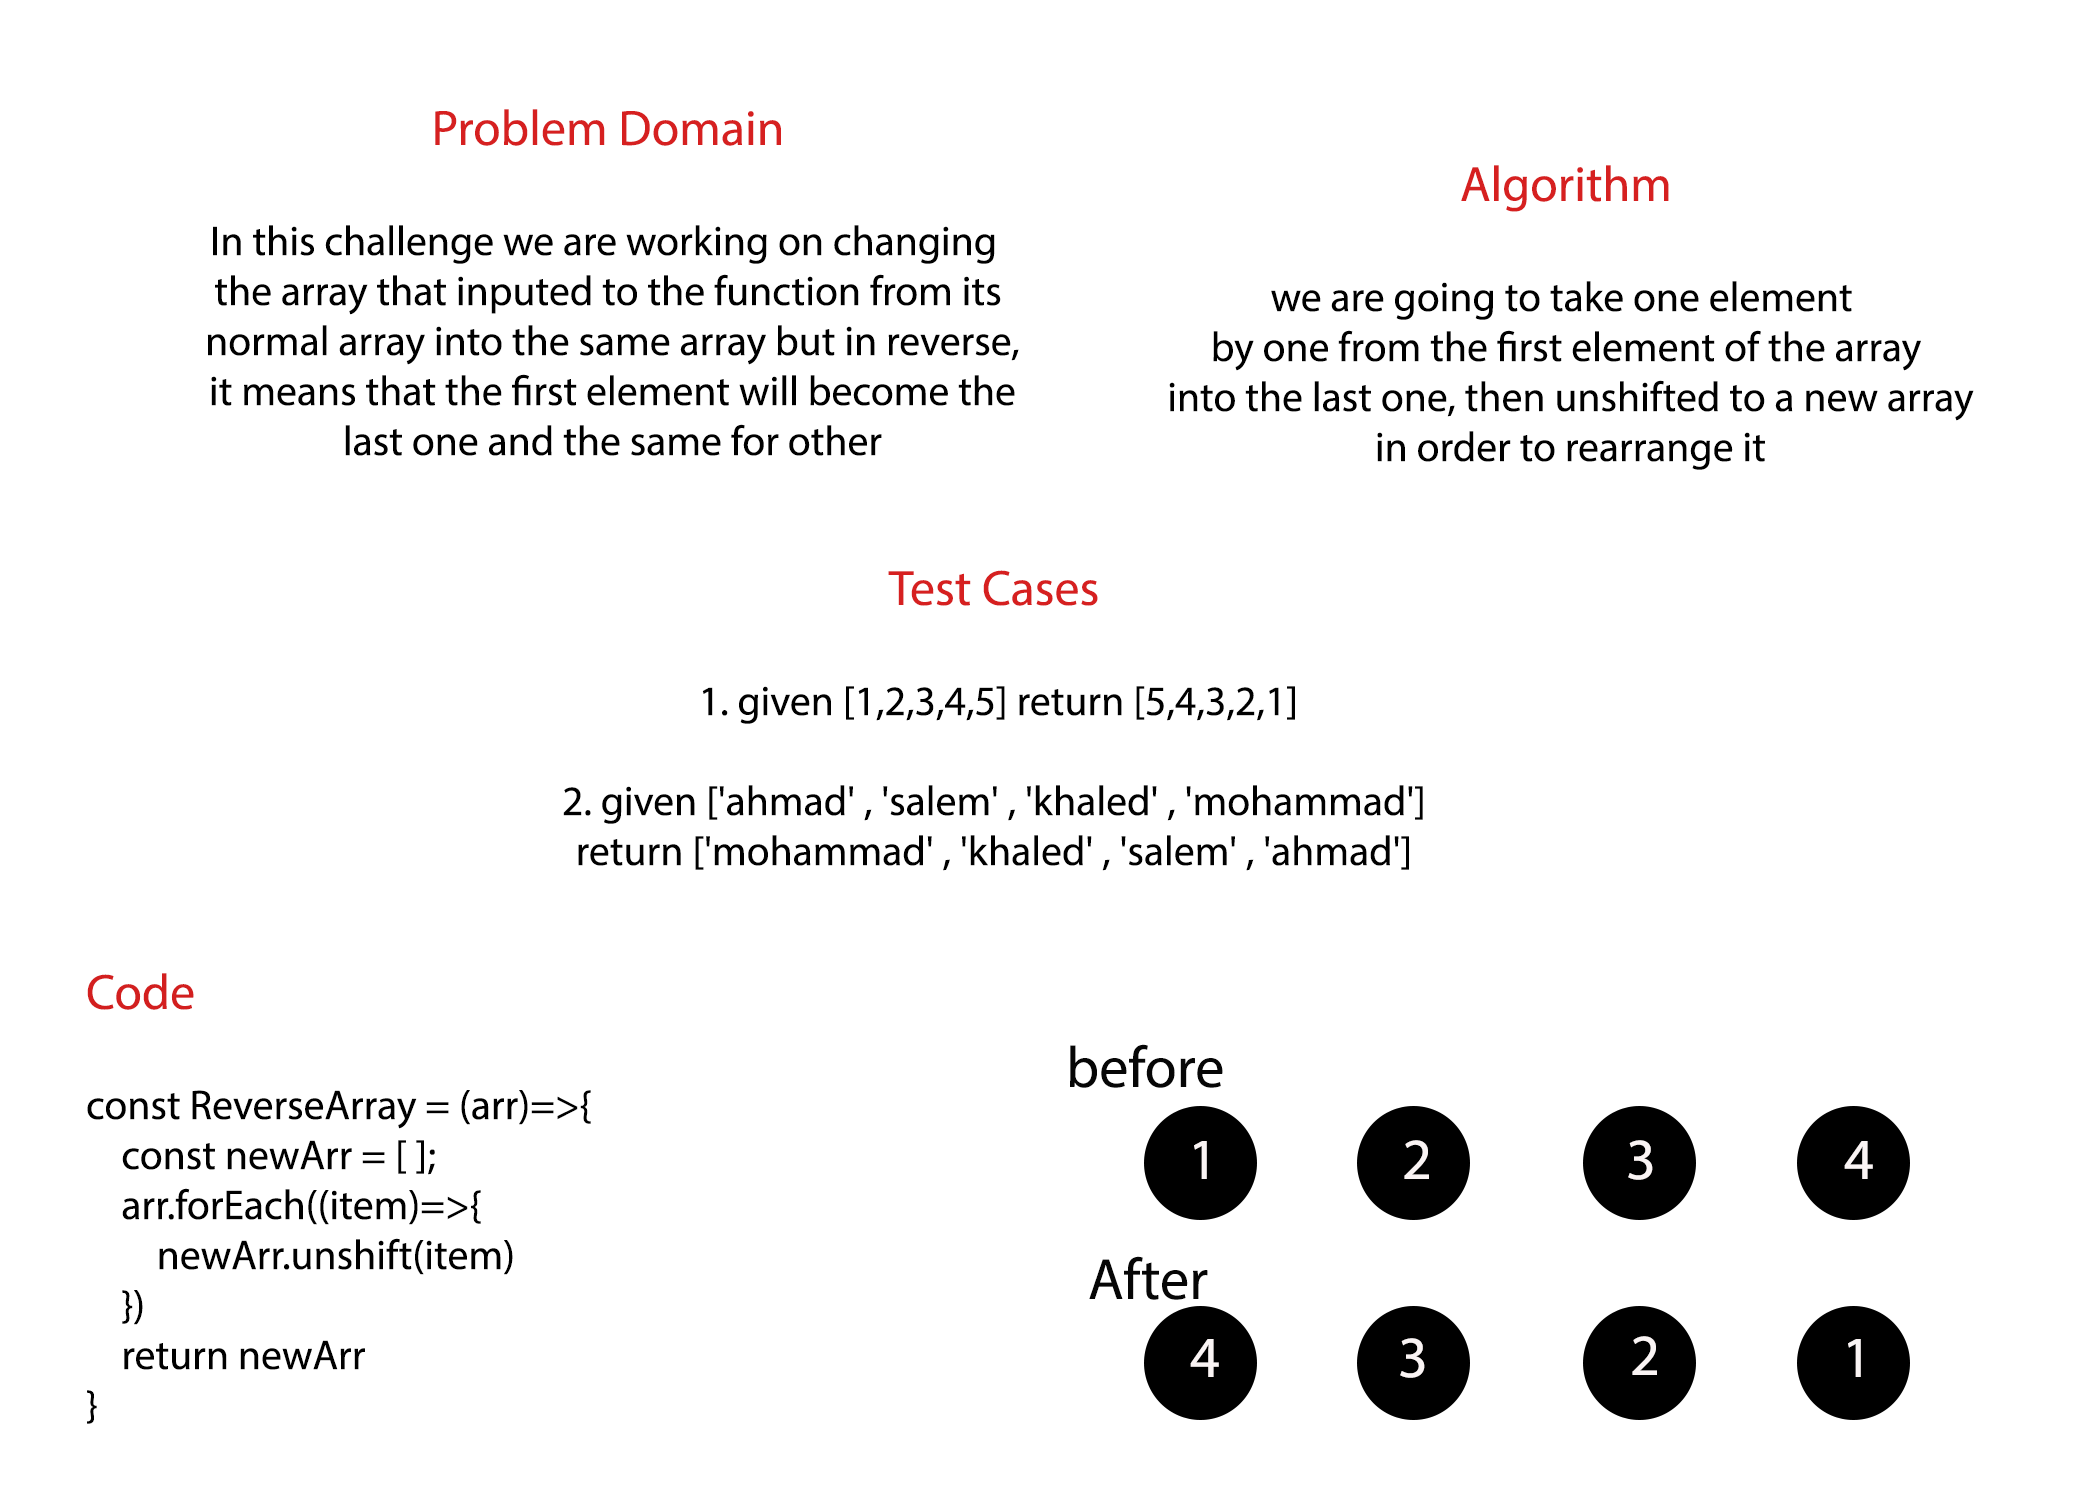 Problem Domain
In this challenge we are working on changing
the array that inputed to the function from its
normal array into the same array but in reverse,
it means that the first element will become the
last one and the same for other
Algorithm
we are going to take one element
by one from the first element of the array
into the last one, then unshifted to a new array
in order to rearrange it
Test Cases
1. given [1,2,3,4,5] return [5,4,3,2,1]
2. given ['ahmad' , 'salem' , 'khaled' , 'mohammad']
return ['mohammad' , 'khaled' , 'salem' , 'ahmad']
Code
const ReverseArray = (arr)=>{
    const newArr = [ ];
    arr.forEach((item)=>{
        newArr.unshift(item)
    })
    return newArr
}
before
1 2 3 4
After
4 3 2 1